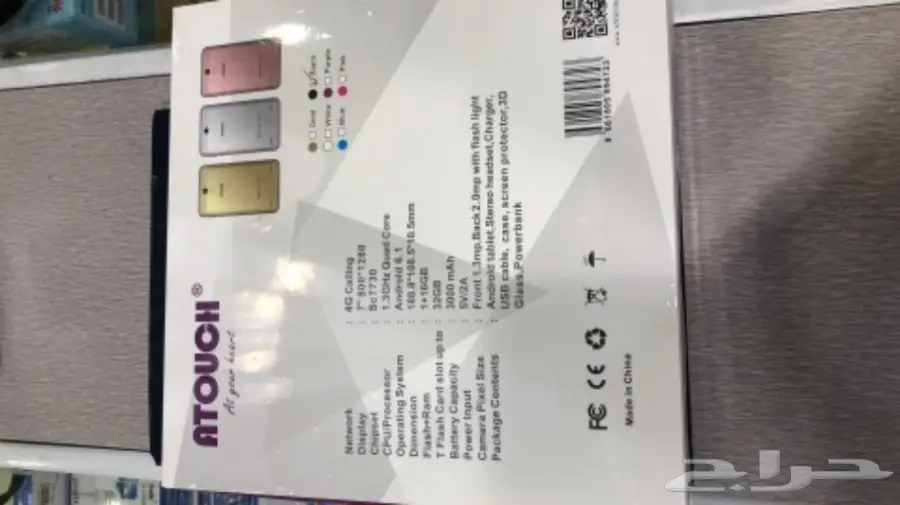 ATOUCH®
At your heart
Gold
Black
White
Purple
Blue
Pink
Network : 4G Calling
Display : 7" 800*1280
Chipset : Sc7730
CPU/Processor : 1.3GHz Quad Core
Operating System : Android 6.1
Dimension : 188.8*108.5*10.5mm
Flash+Ram : 1+16GB
T Flash Card slot up to : 32GB
Battery Capacity : 3000 mAh
Power Input : 5V/2A
Camera Pixel Size : Front 1.3mp,Back 2.0mp with flash light
Package Contents : Android tablet,Stereo headset,Charger,
USB cable, case, screen protector,3D
Glass,Powerbank
FC CE
Made in China
حراج